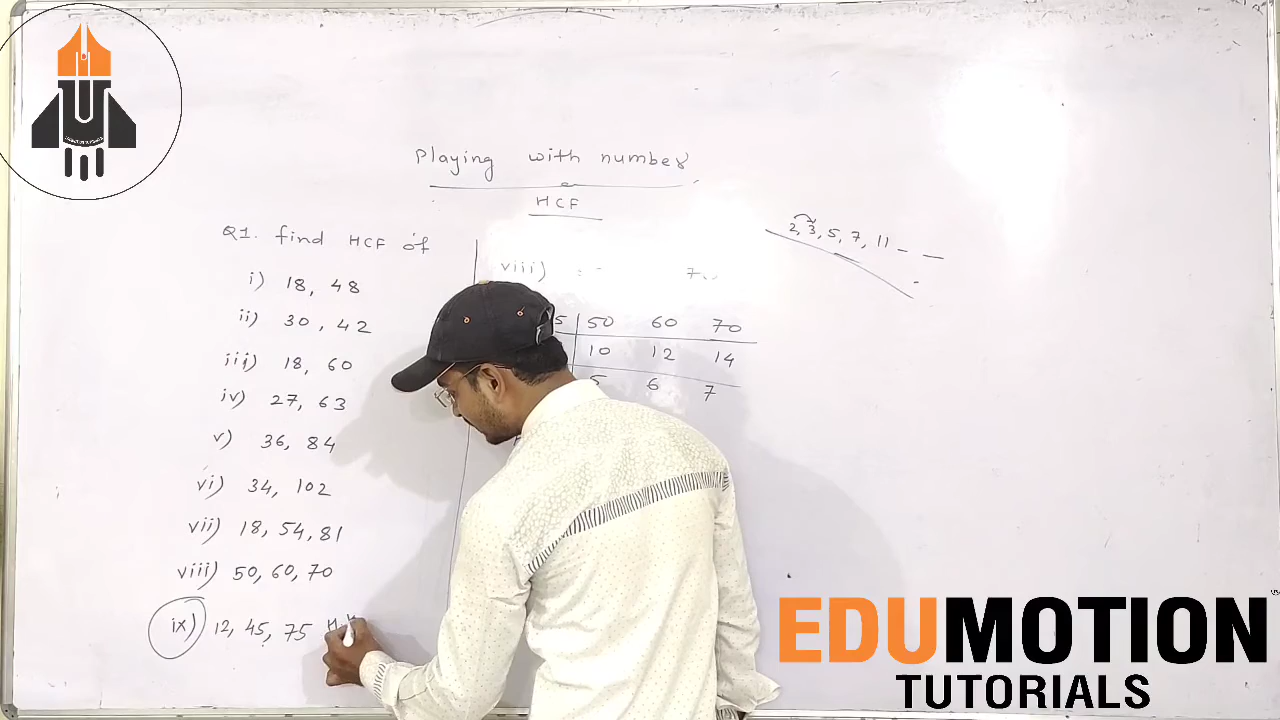 Playing with number
HCF
Q1. find HCF of
i) 18, 48
ii) 30, 42
iii) 18, 60
iv) 27, 63
v) 36, 84
vi) 34, 102
vii) 18, 54, 81
viii) 50, 60, 70
ix) 12, 45, 75
viii)
5 50 60 70
10 12 14
5 6 7
2, 3, 5, 7, 11 - -
EDUMOTION
TUTORIALS